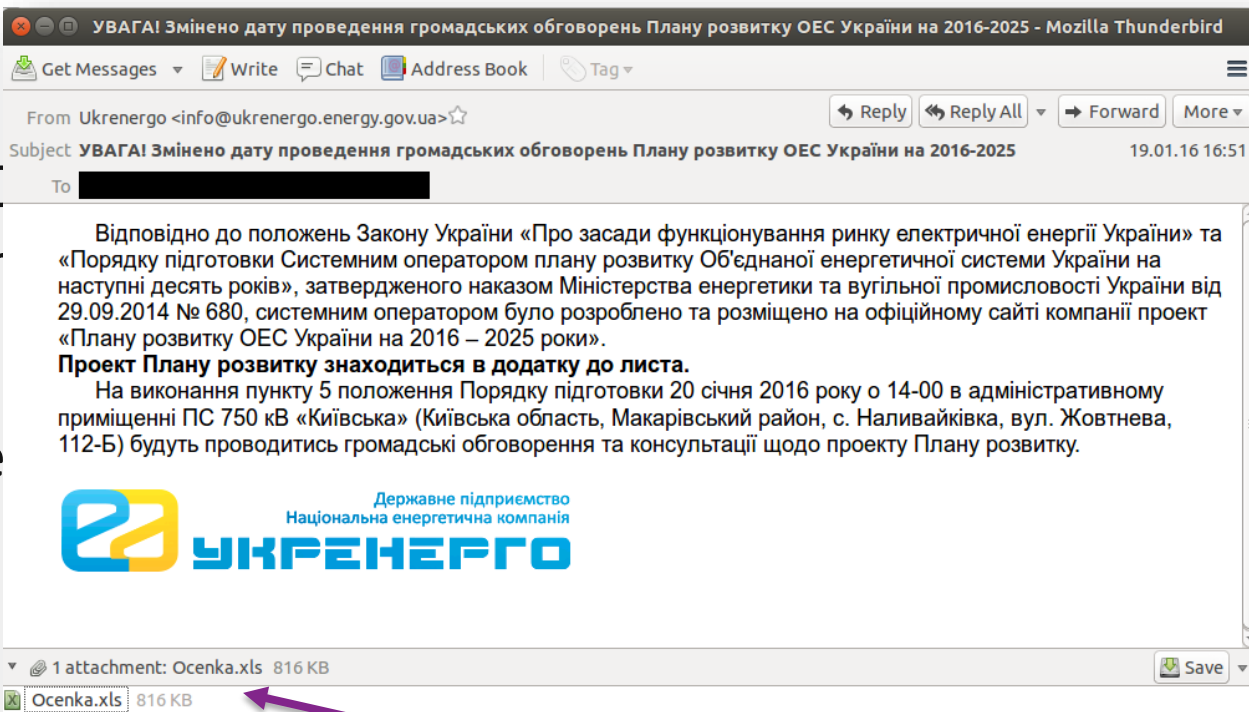 УВАГА! Змінено дату проведення громадських обговорень Плану розвитку ОЕС України на 2016-2025 - Mozilla Thunderbird
Get Messages Write Chat Address Book Tag
From Ukrenergo <info@ukrenergo.energy.gov.ua> Reply Reply All Forward More
Subject УВАГА! Змінено дату проведення громадських обговорень Плану розвитку ОЕС України на 2016-2025 19.01.16 16:51
To
Відповідно до положень Закону України «Про засади функціонування ринку електричної енергії України» та
«Порядку підготовки Системним оператором плану розвитку Об'єднаної енергетичної системи України на
наступні десять років», затвердженого наказом Міністерства енергетики та вугільної промисловості України від
29.09.2014 № 680, системним оператором було розроблено та розміщено на офіційному сайті компанії проект
«Плану розвитку ОЕС України на 2016 – 2025 роки».
Проект Плану розвитку знаходиться в додатку до листа.
На виконання пункту 5 положення Порядку підготовки 20 січня 2016 року о 14-00 в адміністративному
приміщенні ПС 750 кВ «Київська» (Київська область, Макарівський район, с. Наливайківка, вул. Жовтнева,
112-Б) будуть проводитись громадські обговорення та консультації щодо проекту Плану розвитку.
Державне підприємство
Національна енергетична компанія
УКРЕНЕРГО
1 attachment: Ocenka.xls 816 KB Save
Ocenka.xls 816 KB